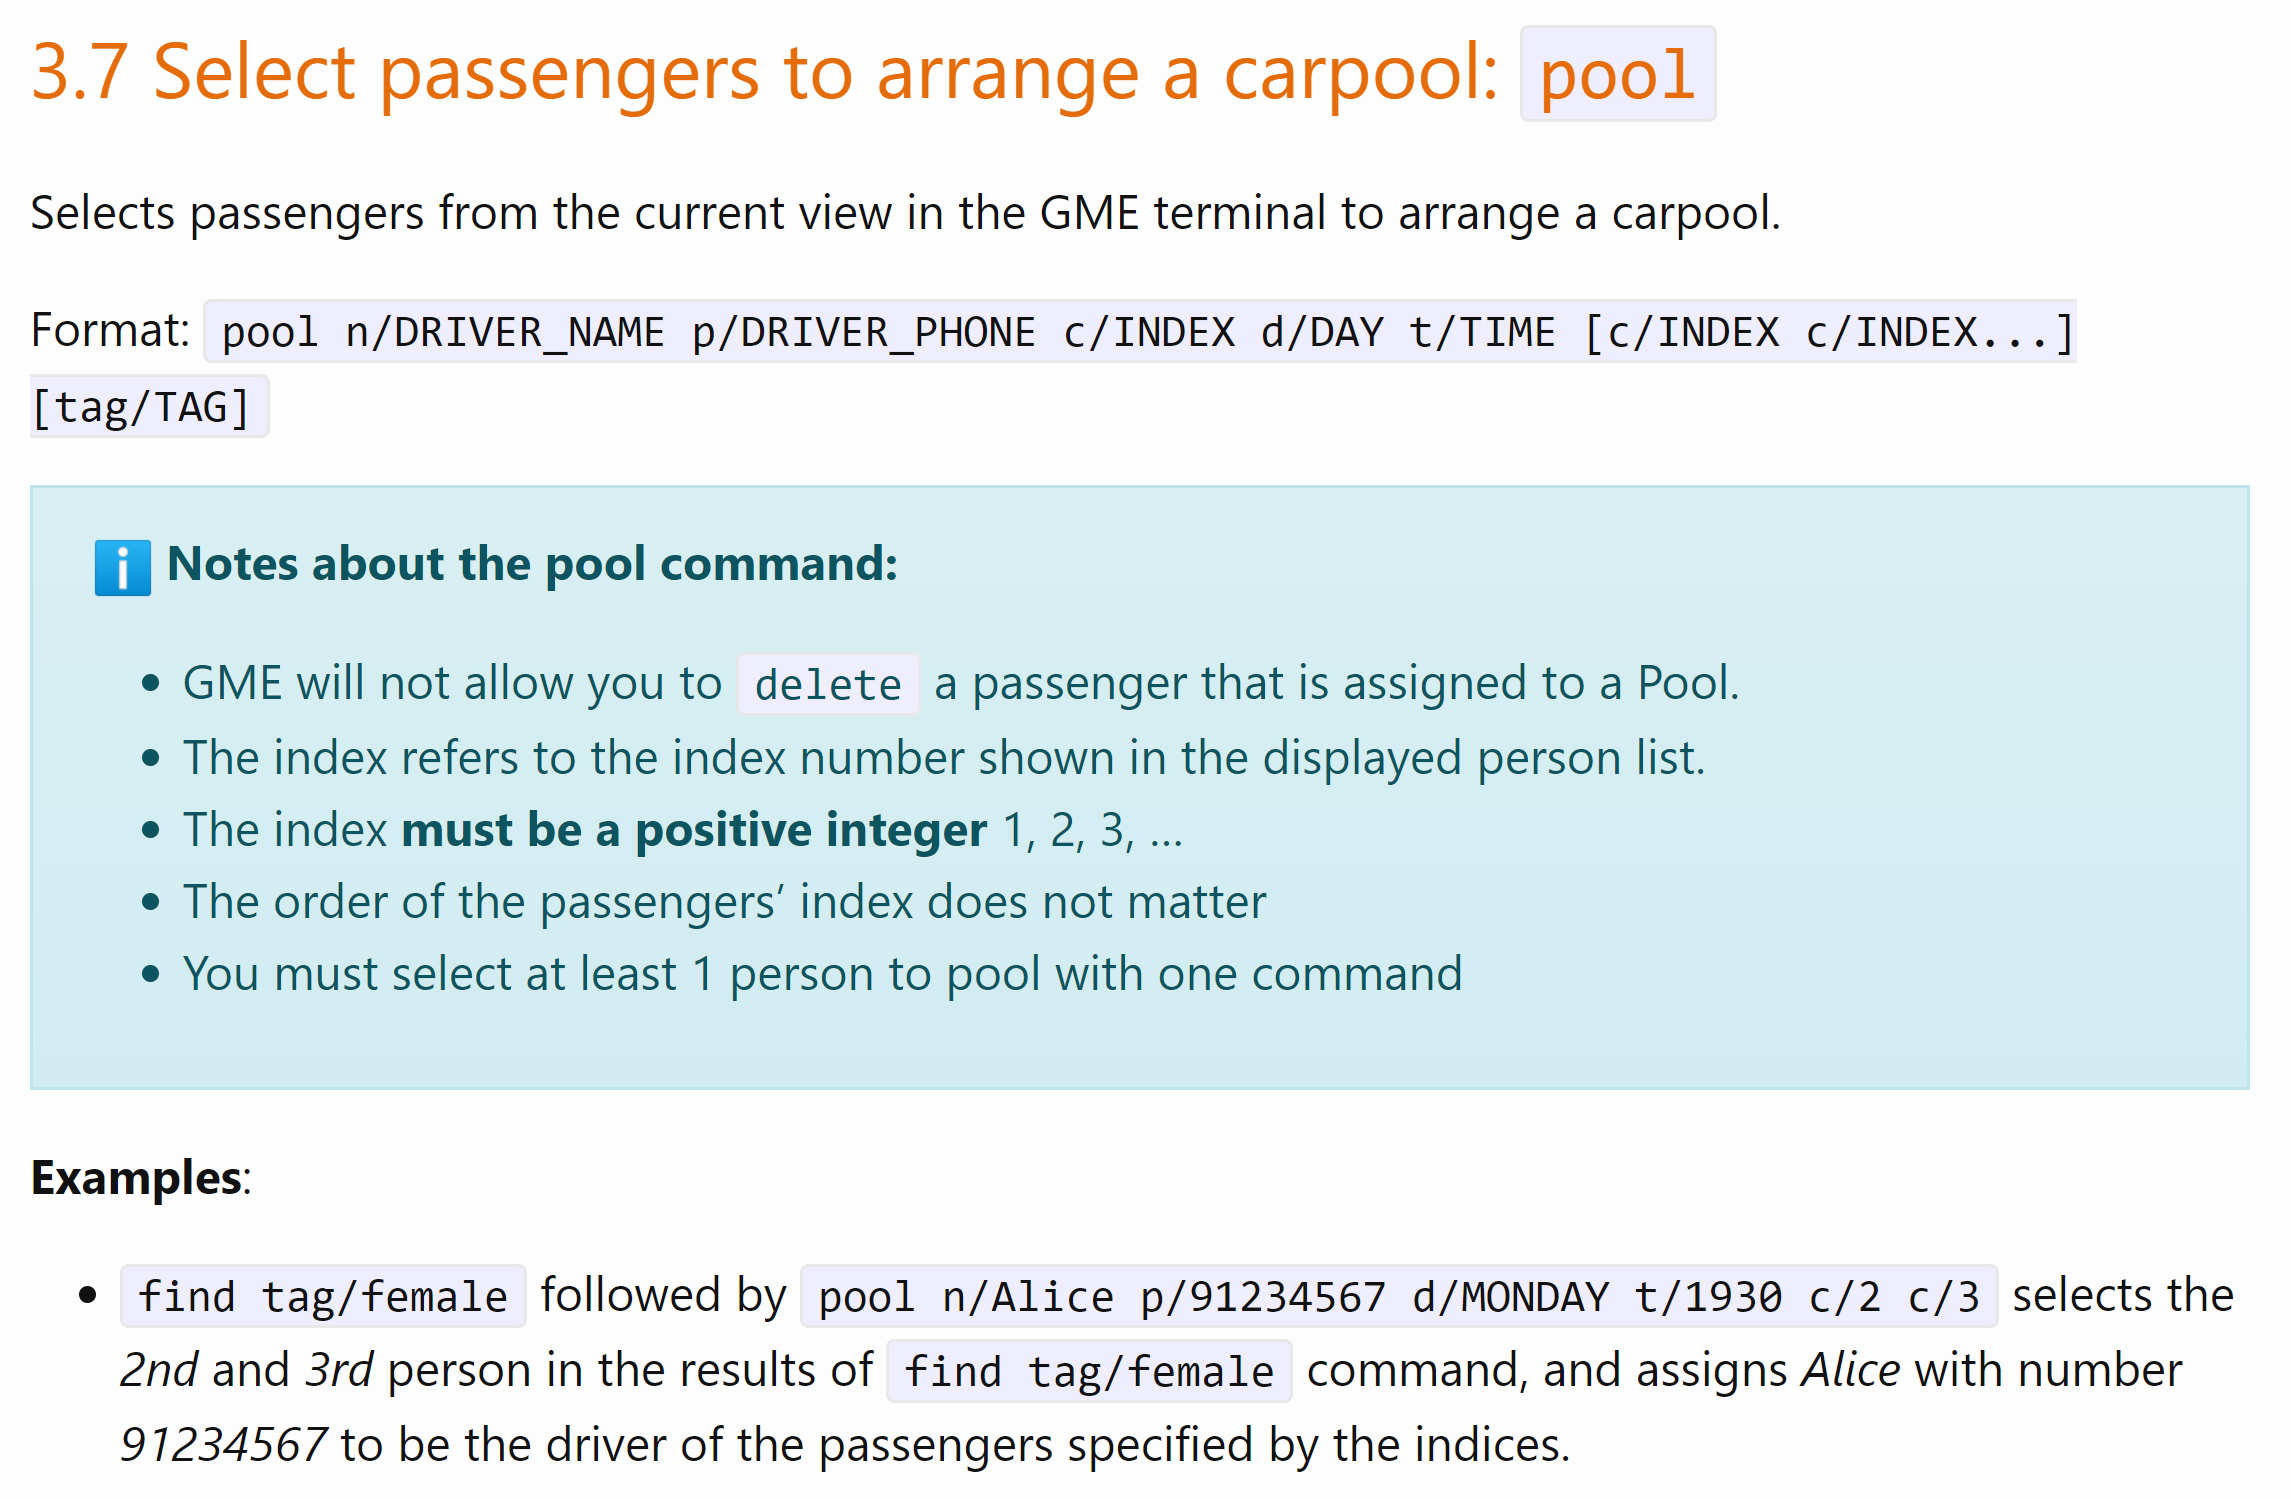 3.7 Select passengers to arrange a carpool: pool
Selects passengers from the current view in the GME terminal to arrange a carpool.
Format: pool n/DRIVER_NAME p/DRIVER_PHONE c/INDEX d/DAY t/TIME [c/INDEX c/INDEX...]
[tag/TAG]
Notes about the pool command:
• GME will not allow you to delete a passenger that is assigned to a Pool.
• The index refers to the index number shown in the displayed person list.
• The index must be a positive integer 1, 2, 3, …
• The order of the passengers’ index does not matter
• You must select at least 1 person to pool with one command
Examples:
• find tag/female followed by pool n/Alice p/91234567 d/MONDAY t/1930 c/2 c/3 selects the
2nd and 3rd person in the results of find tag/female command, and assigns Alice with number
91234567 to be the driver of the passengers specified by the indices.